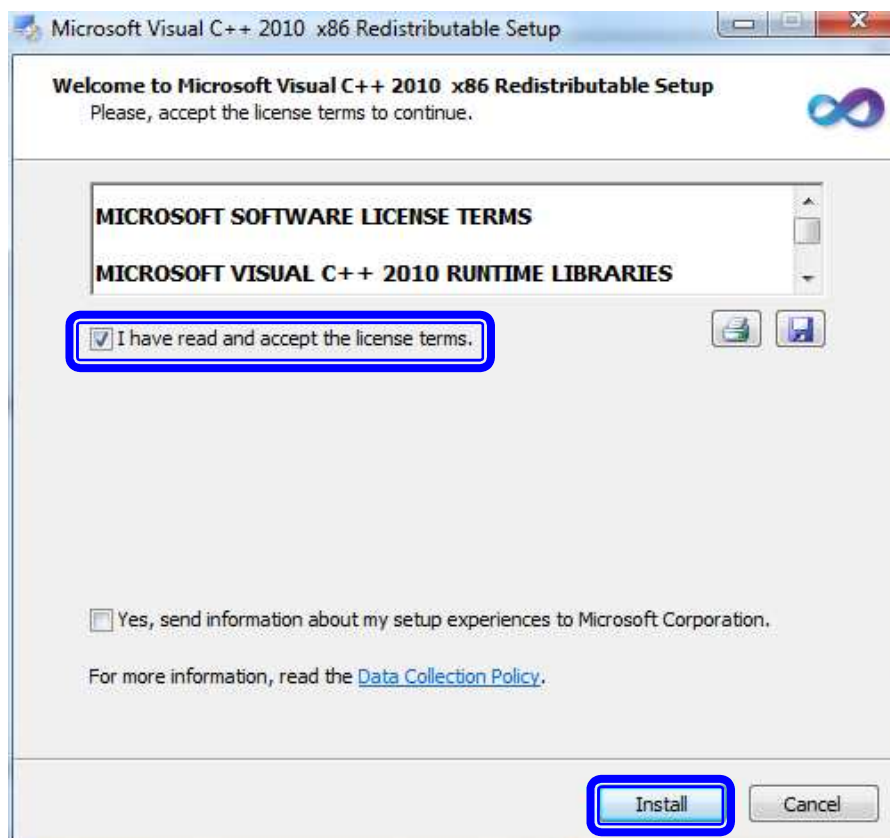 Microsoft Visual C++ 2010 x86 Redistributable Setup
Welcome to Microsoft Visual C++ 2010 x86 Redistributable Setup
Please, accept the license terms to continue.
MICROSOFT SOFTWARE LICENSE TERMS
MICROSOFT VISUAL C++ 2010 RUNTIME LIBRARIES
I have read and accept the license terms.
Yes, send information about my setup experiences to Microsoft Corporation.
For more information, read the Data Collection Policy.
Install Cancel